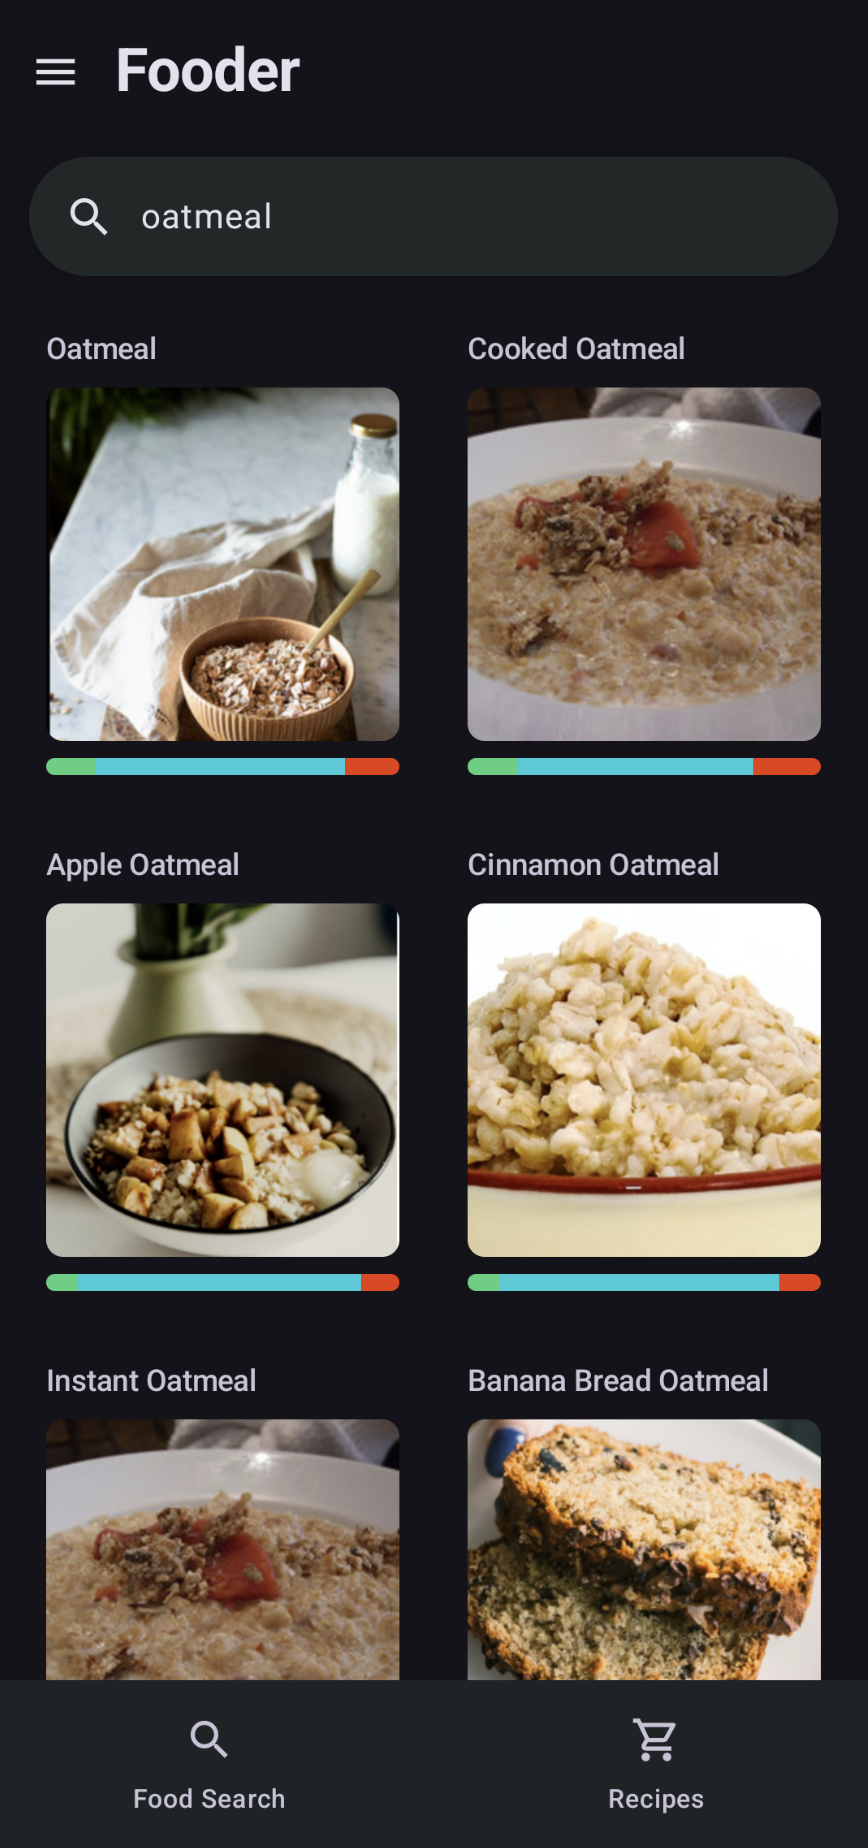 Fooder
oatmeal
Oatmeal
Cooked Oatmeal
Apple Oatmeal
Cinnamon Oatmeal
Instant Oatmeal
Banana Bread Oatmeal
Food Search
Recipes